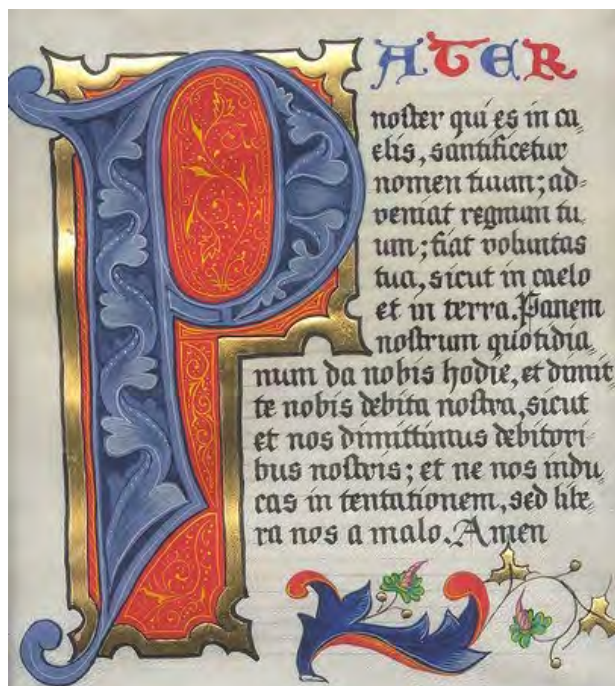 PATER
noster qui es in ca
elis, santificetur
nomen tuum; ad=
veniat regnum tu
um; fiat voluntas
tua, sicut in caelo
et in terra. Panem
nostrum quotidia
num da nobis hodie, et dimit
te nobis debita nostra, sicut
et nos dimittimus debitori
bus nostris; et ne nos indu
cas in tentationem, sed libe=
ra nos a malo. Amen